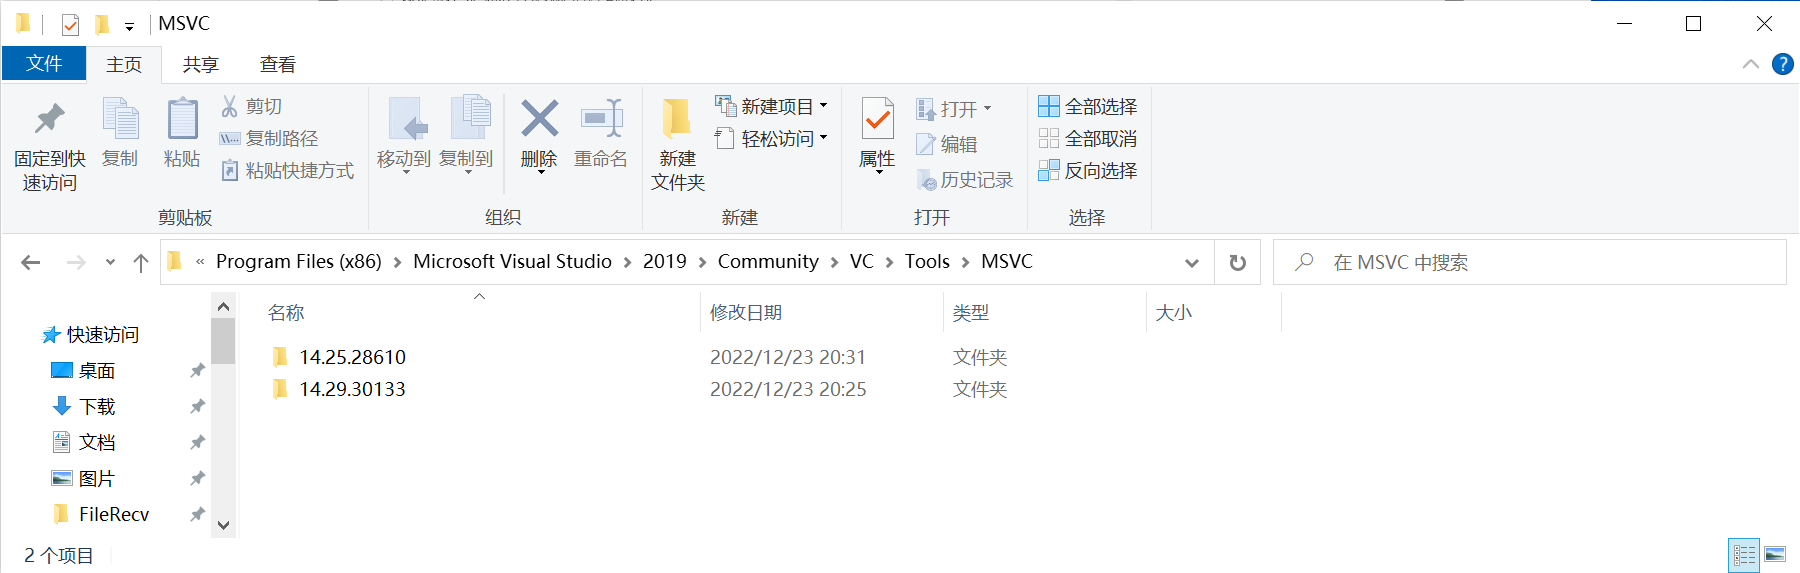 MSVC
文件 主页 共享 查看
固定到快速访问
复制
粘贴
剪切
复制路径
粘贴快捷方式
剪贴板
移动到
复制到
删除
重命名
组织
新建文件夹
新建项目
轻松访问
新建
属性
打开
编辑
历史记录
打开
全部选择
全部取消
反向选择
选择
« Program Files (x86) > Microsoft Visual Studio > 2019 > Community > VC > Tools > MSVC
在 MSVC 中搜索
快速访问
桌面
下载
文档
图片
FileRecv
名称 修改日期 类型 大小
14.25.28610 2022/12/23 20:31 文件夹
14.29.30133 2022/12/23 20:25 文件夹
2 个项目